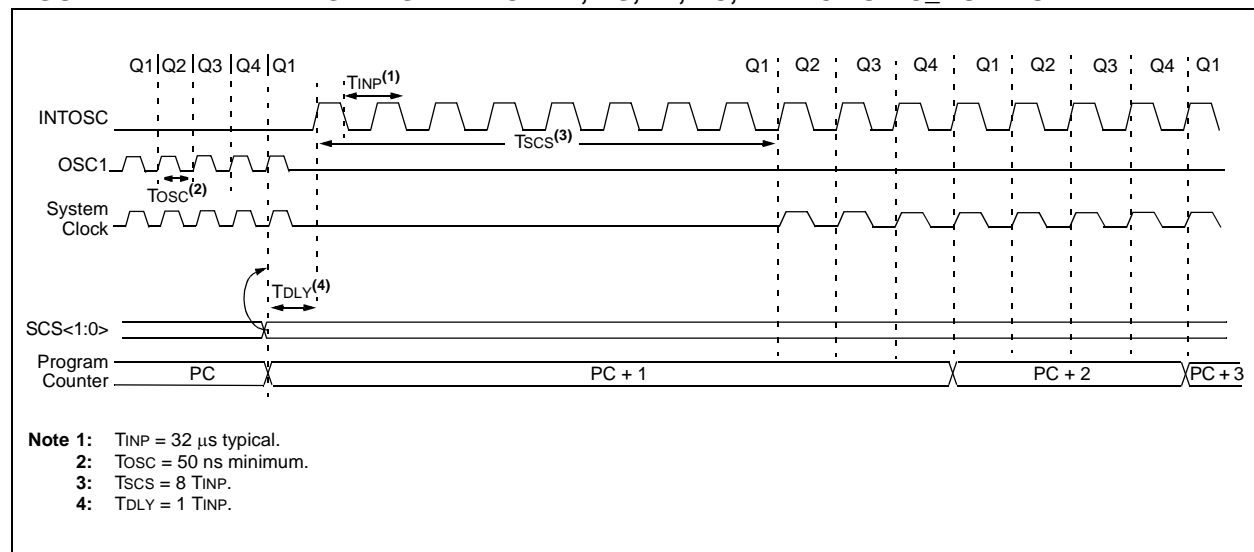 Q1 Q2 Q3 Q4 Q1 Q1 Q2 Q3 Q4 Q1 Q2 Q3 Q4 Q1
TINP(1)
INTOSC
TSCS(3)
OSC1
TOSC(2)
System
Clock
TDLY(4)
SCS<1:0>
Program
Counter
PC PC + 1 PC + 2 PC + 3
Note 1: TINP = 32 μs typical.
2: TOSC = 50 ns minimum.
3: TSCS = 8 TINP.
4: TDLY = 1 TINP.